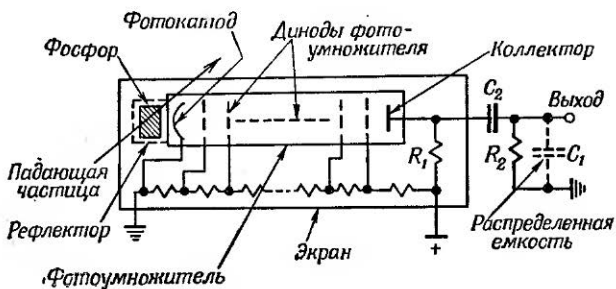 Фотокатод
Фосфор
Диноды фото-
умножителя
Коллектор
C2
Выход
R1
R2
C1
Падающая
частица
Рефлектор
Распределенная
емкость
Экран
+
Фотоумножитель